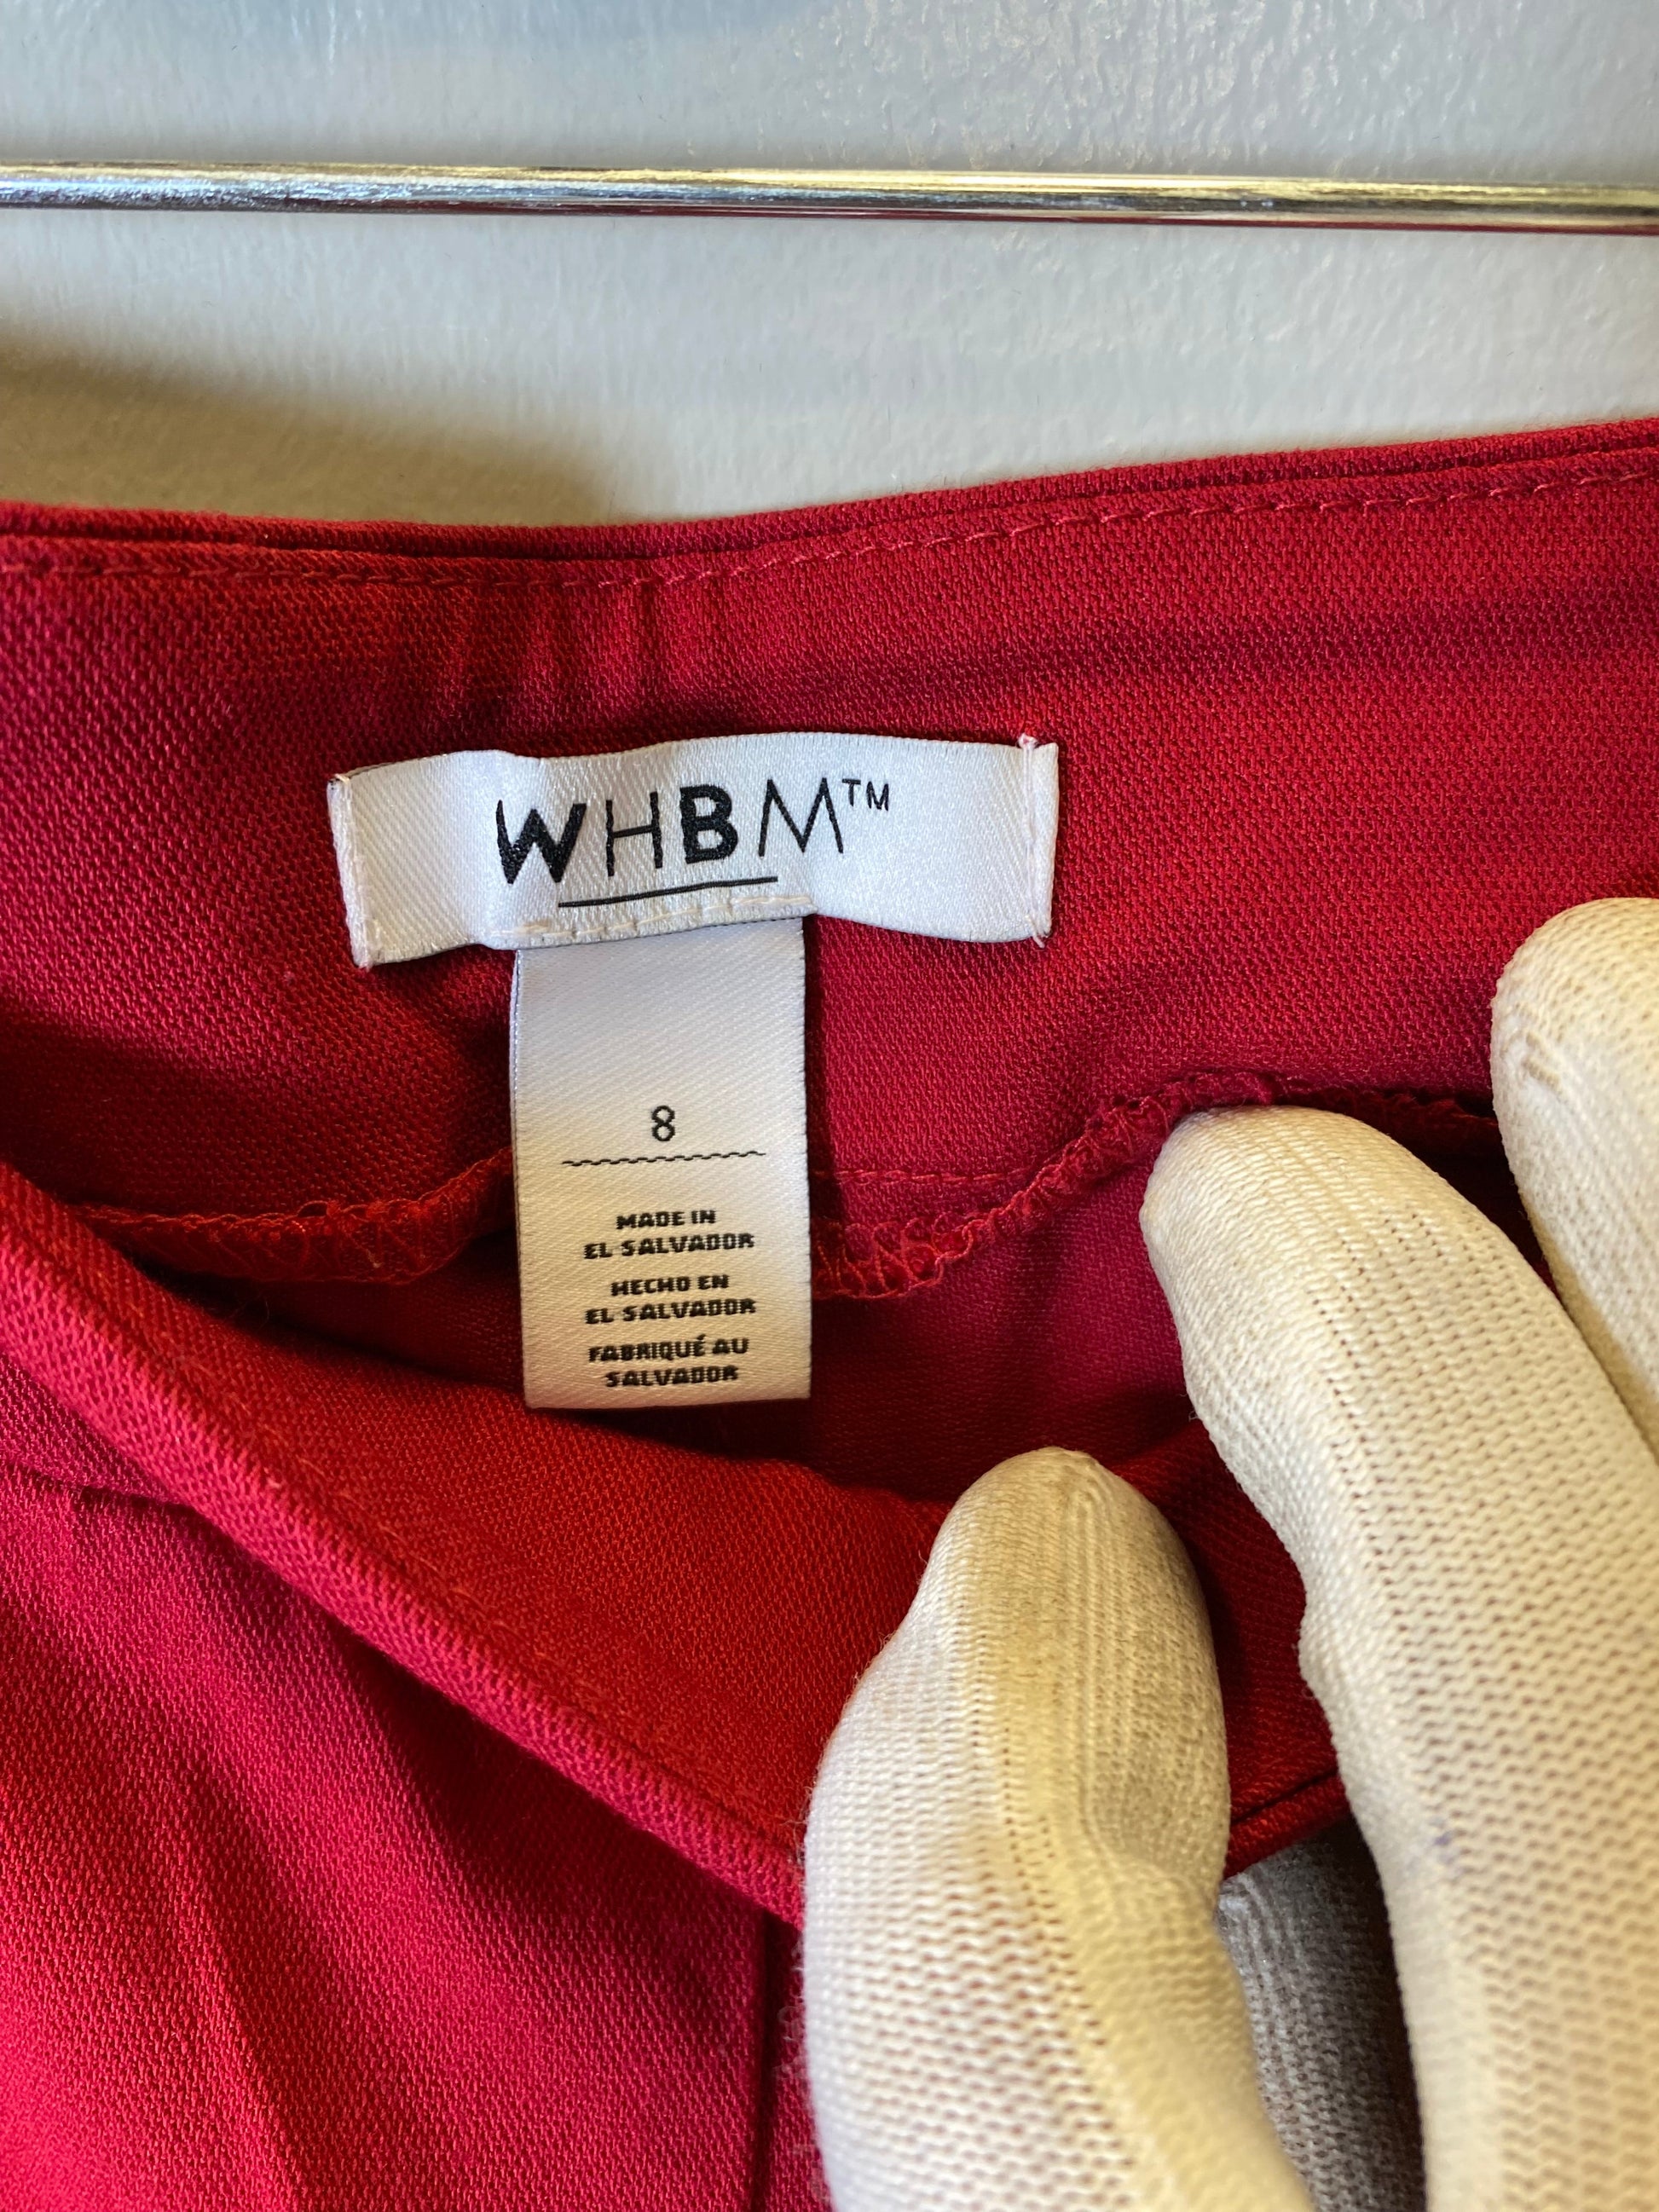 WHBM™
8
MADE IN
EL SALVADOR
HECHO EN
EL SALVADOR
FABRIQUÉ AU
SALVADOR